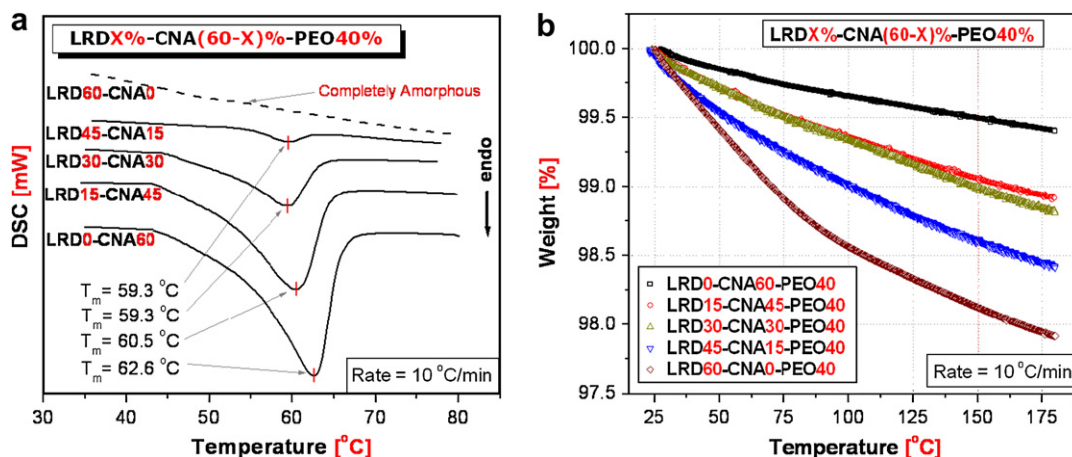 a
LRDX%-CNA(60-X)%-PEO40%
LRD60-CNA0
Completely Amorphous
LRD45-CNA15
LRD30-CNA30
LRD15-CNA45
LRD0-CNA60
endo
Tm= 59.3 °C
Tm= 59.3 °C
Tm= 60.5 °C
Tm= 62.6 °C
Rate = 10 °C/min
DSC [mW]
30 40 50 60 70 80
Temperature [°C]
b
LRDX%-CNA(60-X)%-PEO40%
100.0
99.5
99.0
98.5
98.0
97.5
Weight [%]
LRD0-CNA60-PEO40
LRD15-CNA45-PEO40
LRD30-CNA30-PEO40
LRD45-CNA15-PEO40
LRD60-CNA0-PEO40
Rate = 10 °C/min
25 50 75 100 125 150 175
Temperature [°C]